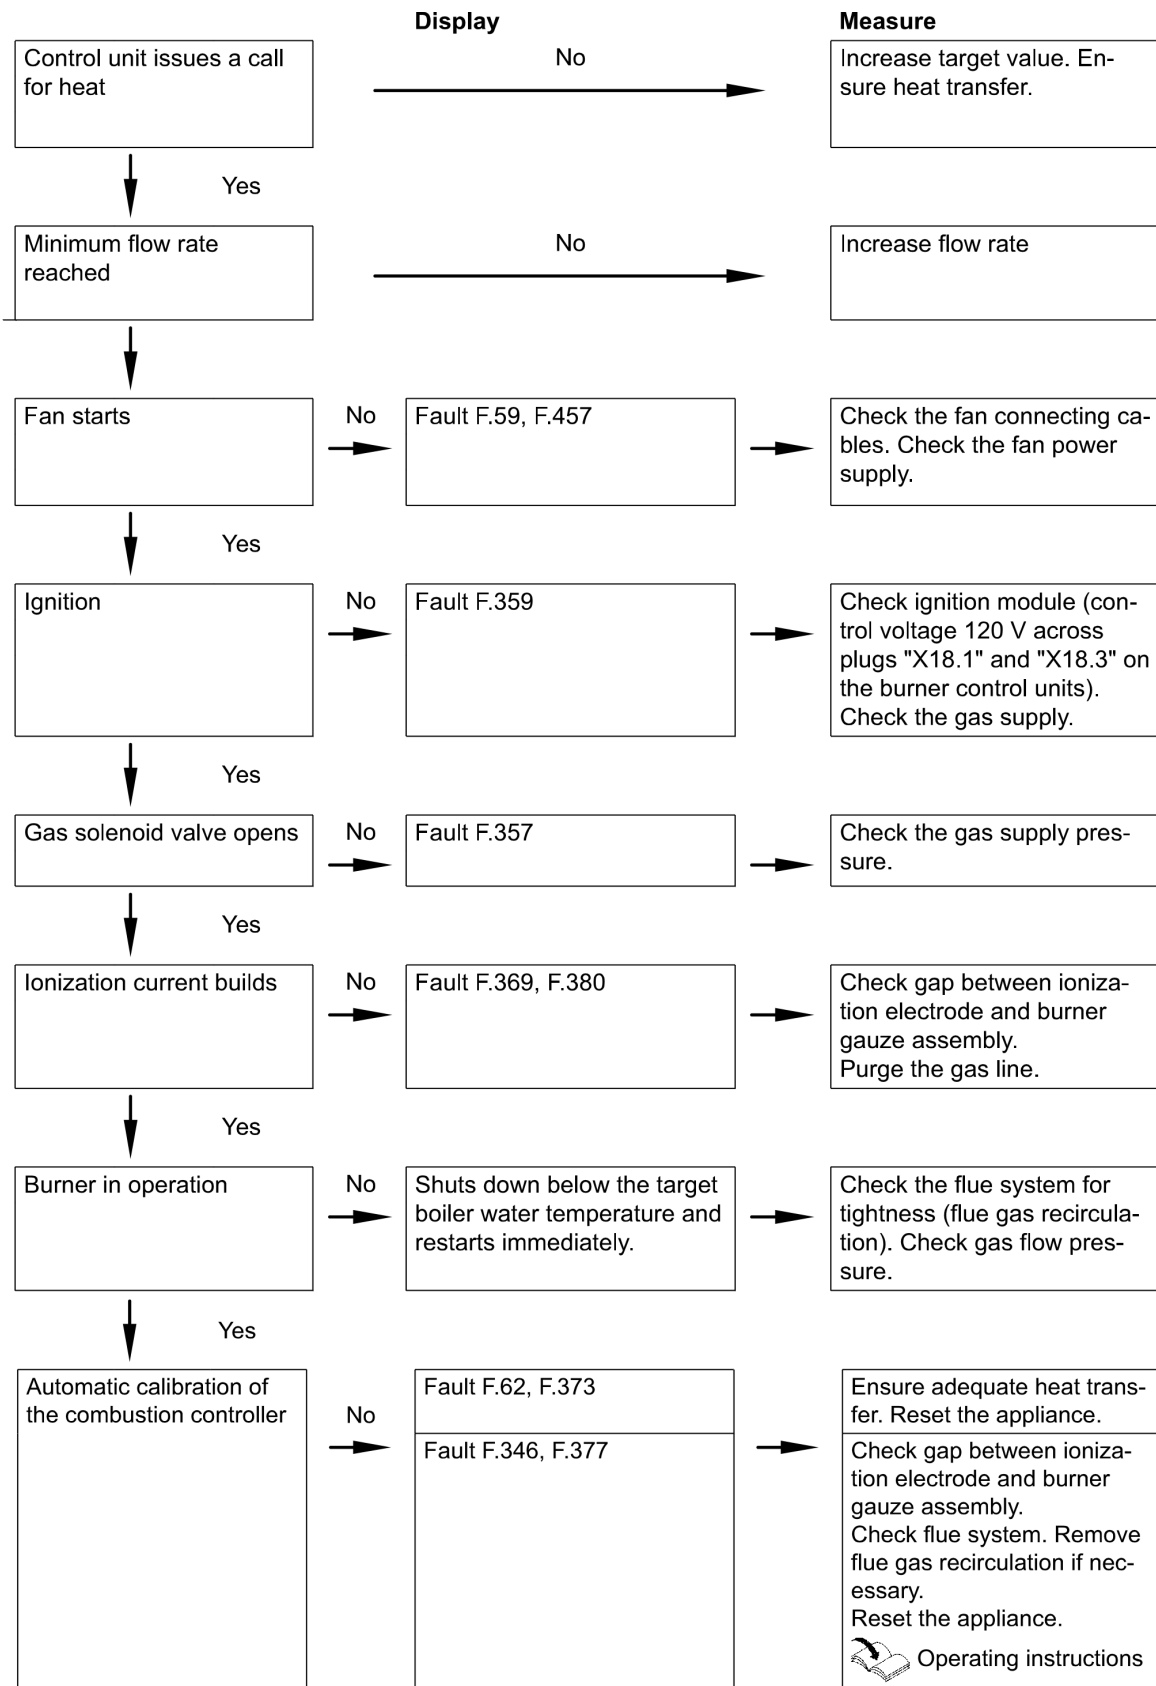 Display
Measure
Control unit issues a call
for heat
No
Increase target value. En-
sure heat transfer.
Yes
Minimum flow rate
reached
No
Increase flow rate
Fan starts
No
Fault F.59, F.457
Check the fan connecting ca-
bles. Check the fan power
supply.
Yes
Ignition
No
Fault F.359
Check ignition module (con-
trol voltage 120 V across
plugs "X18.1" and "X18.3" on
the burner control units).
Check the gas supply.
Yes
Gas solenoid valve opens
No
Fault F.357
Check the gas supply pres-
sure.
Yes
Ionization current builds
No
Fault F.369, F.380
Check gap between ioniza-
tion electrode and burner
gauze assembly.
Purge the gas line.
Yes
Burner in operation
No
Shuts down below the target
boiler water temperature and
restarts immediately.
Check the flue system for
tightness (flue gas recircula-
tion). Check gas flow pres-
sure.
Yes
Automatic calibration of
the combustion controller
No
Fault F.62, F.373
Ensure adequate heat trans-
fer. Reset the appliance.
Fault F.346, F.377
Check gap between ioniza-
tion electrode and burner
gauze assembly.
Check flue system. Remove
flue gas recirculation if nec-
essary.
Reset the appliance.
Operating instructions